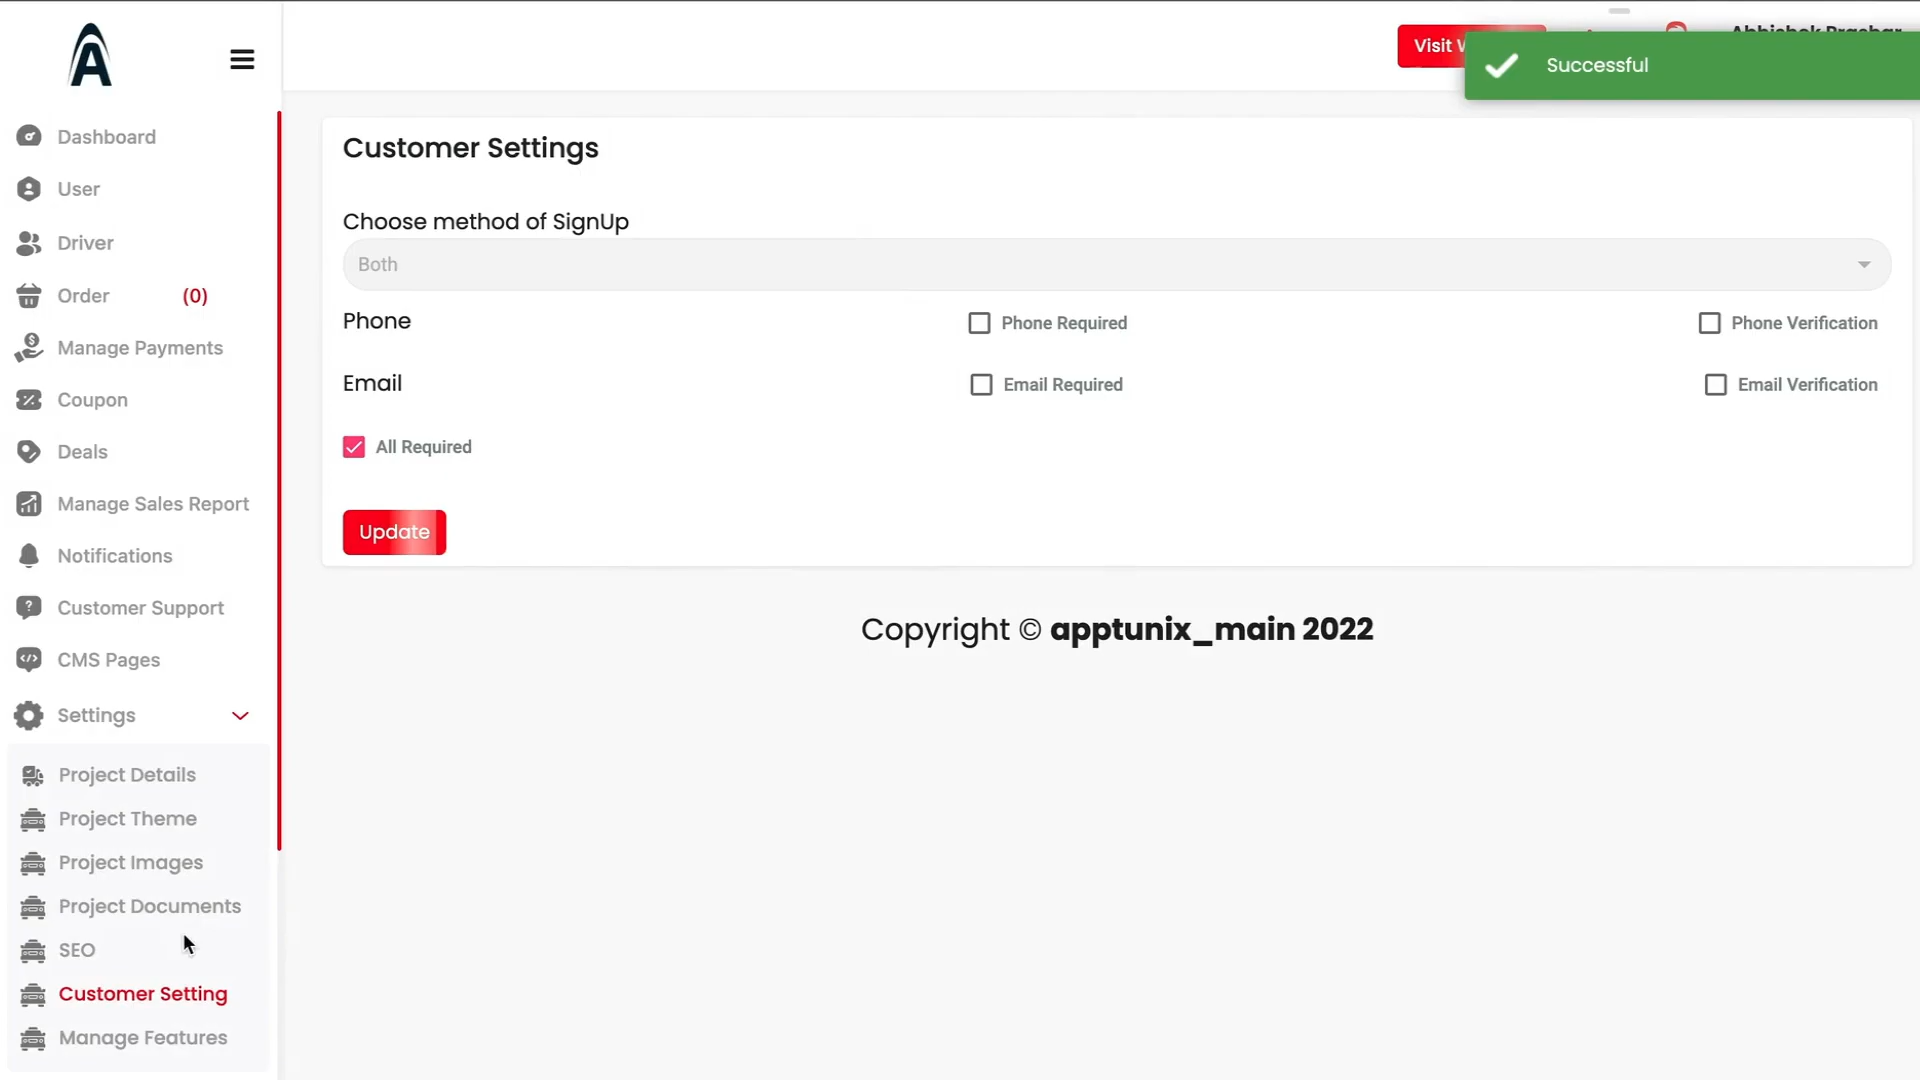 Visit
Successful
Dashboard
User
Driver
Order (0)
Manage Payments
Coupon
Deals
Manage Sales Report
Notifications
Customer Support
CMS Pages
Settings
Project Details
Project Theme
Project Images
Project Documents
SEO
Customer Setting
Manage Features
Customer Settings
Choose method of SignUp
Both
Phone
Phone Required
Phone Verification
Email
Email Required
Email Verification
All Required
Update
Copyright © apptunix_main 2022